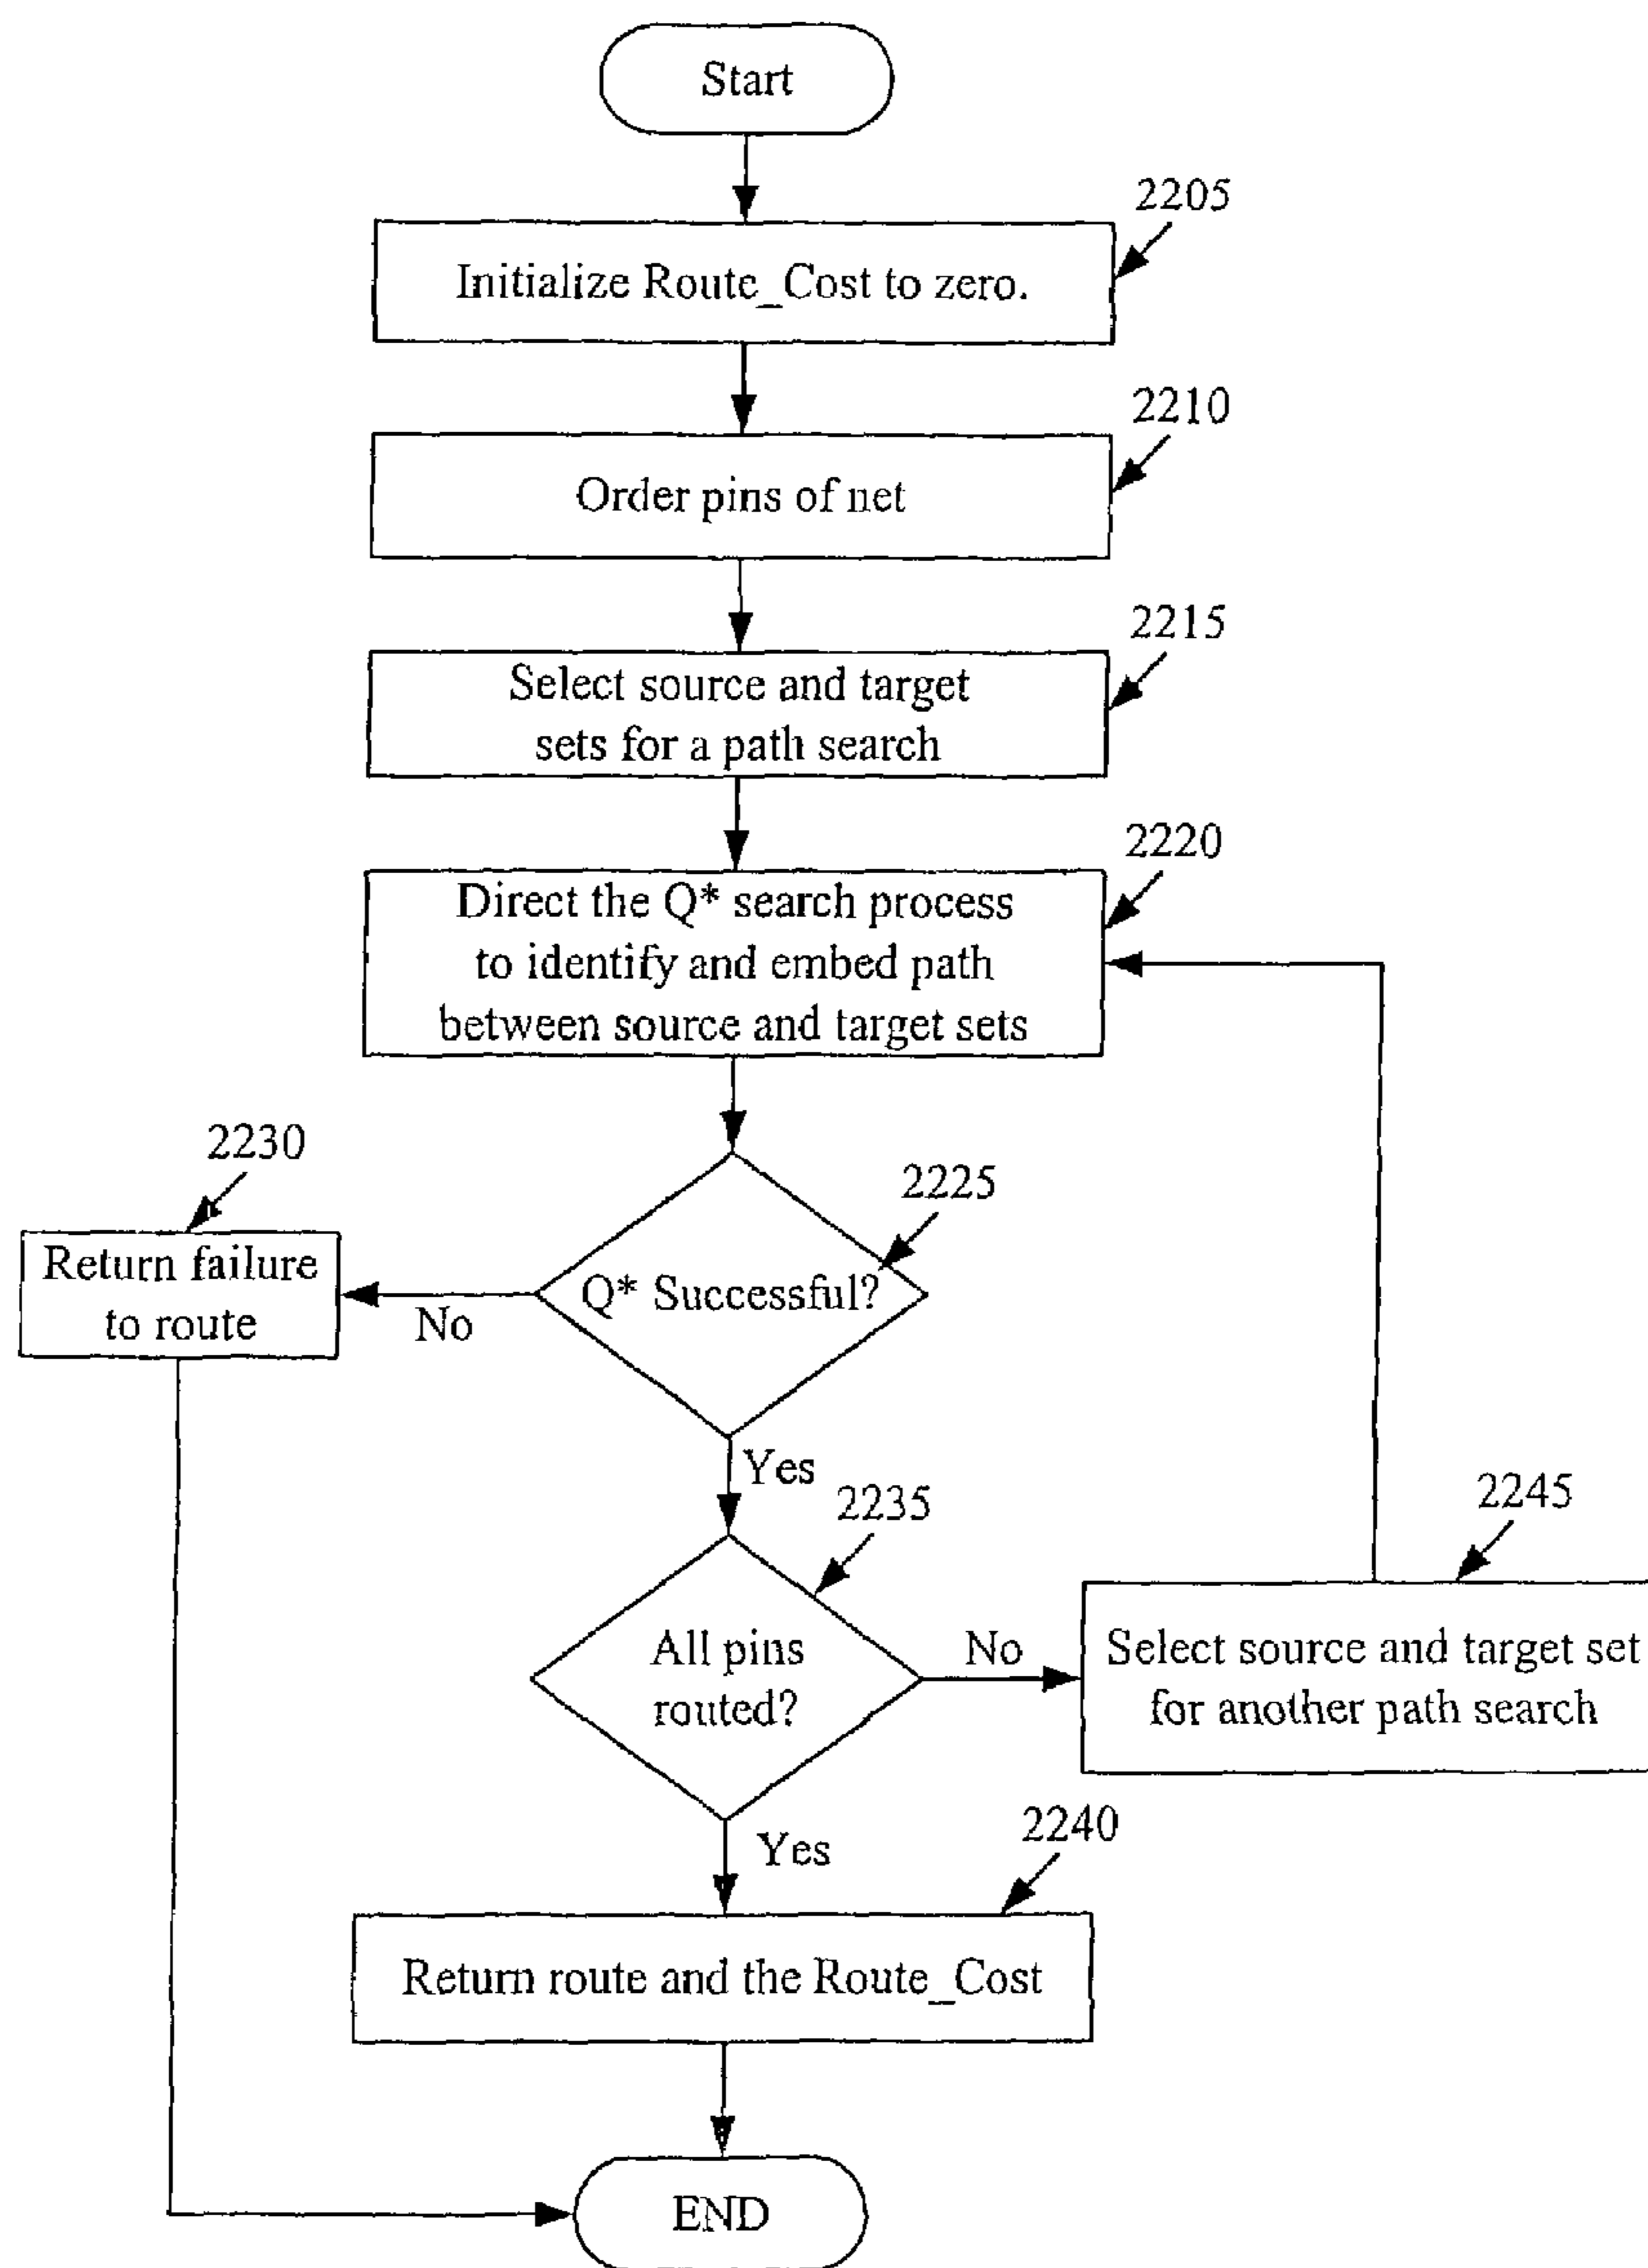 Start
2205
Initialize Route_Cost to zero.
2210
Order pins of net
2215
Select source and target
sets for a path search
2220
Direct the Q* search process
to identify and embed path
between source and target sets
2230
2225
Return failure
to route
No
Q* Successful?
Yes
2235
2245
All pins
routed?
No
Select source and target set
for another path search
Yes
2240
Return route and the Route_Cost
END